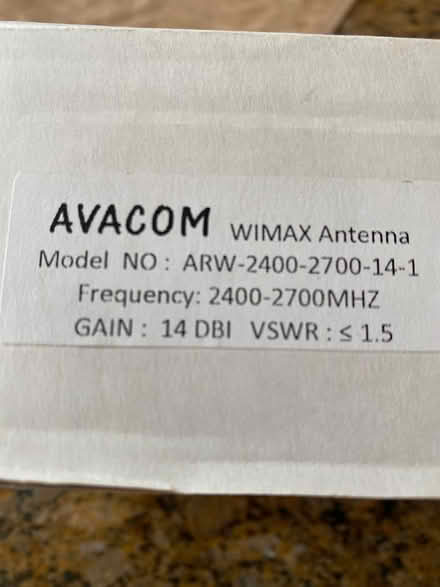 AVACOM WIMAX Antenna
Model NO : ARW-2400-2700-14-1
Frequency: 2400-2700MHZ
GAIN : 14 DBI VSWR : ≤ 1.5